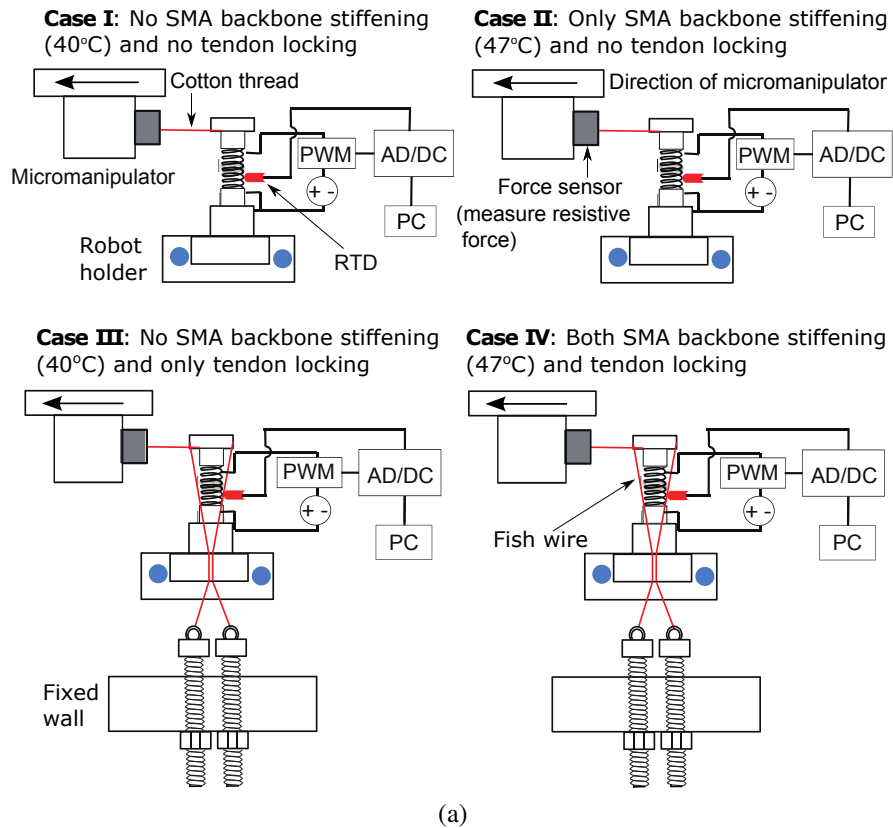 Case I: No SMA backbone stiffening
(40°C) and no tendon locking
Cotton thread
PWM
AD/DC
Micromanipulator
+ -
PC
Robot
holder
RTD
Case II: Only SMA backbone stiffening
(47°C) and no tendon locking
Direction of micromanipulator
PWM
AD/DC
Force sensor
(measure resistive
force)
+ -
PC
Case III: No SMA backbone stiffening
(40°C) and only tendon locking
PWM
AD/DC
+ -
PC
Fixed
wall
Case IV: Both SMA backbone stiffening
(47°C) and tendon locking
PWM
AD/DC
+ -
Fish wire
PC
(a)